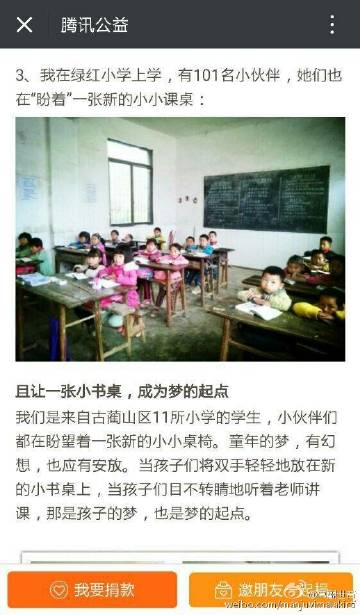 腾讯公益
3、我在绿红小学上学，有101名小伙伴，她们也
在“盼着”一张新的小小课桌：
且让一张小书桌，成为梦的起点
我们是来自古蔺山区11所小学的学生，小伙伴们
都在盼望着一张新的小小桌椅。童年的梦，有幻
想，也应有安放。当孩子们将双手轻轻地放在新
的小书桌上，当孩子们目不转睛地听着老师讲
课，那是孩子的梦，也是梦的起点。
我要捐款
邀朋友一起捐